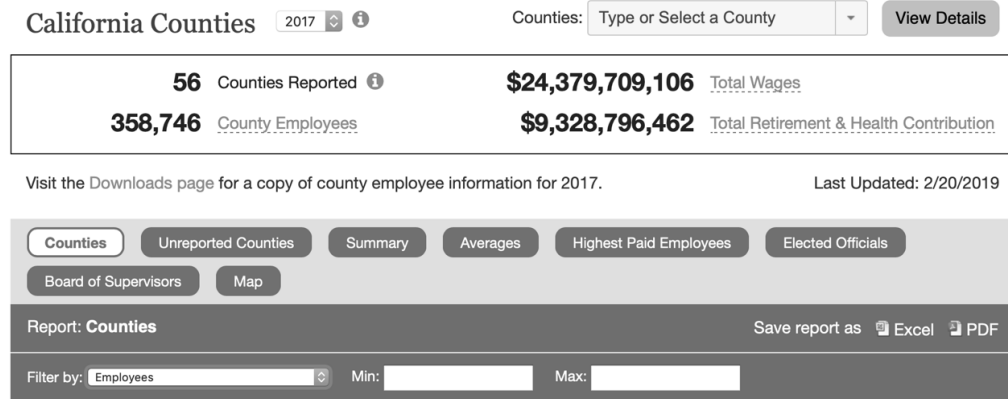 California Counties 2017 Counties: Type or Select a County View Details
56 Counties Reported $24,379,709,106 Total Wages
358,746 County Employees $9,328,796,462 Total Retirement & Health Contribution
Visit the Downloads page for a copy of county employee information for 2017. Last Updated: 2/20/2019
Counties Unreported Counties Summary Averages Highest Paid Employees Elected Officials
Board of Supervisors Map
Report: Counties Save report as Excel PDF
Filter by: Employees Min: Max: